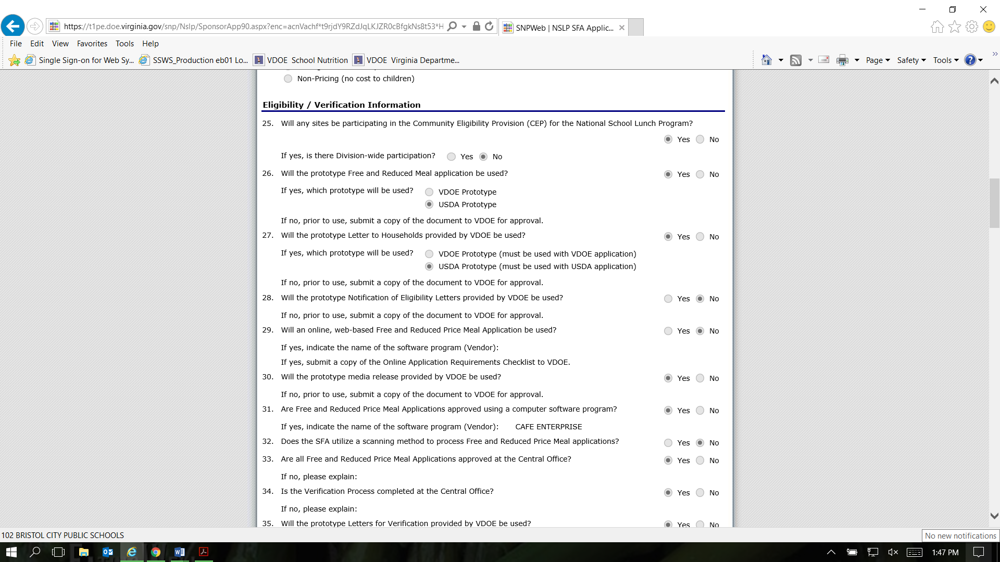 https://t1pe.doe.virginia.gov/snp/Nslp/SponsorApp90.aspx?enc=acnVachf*t9rjdY9RZdJqLKJZR0cBfgkNs8t53*H
SNPWeb | NSLP SFA Applic...
File Edit View Favorites Tools Help
Single Sign-on for Web Sy... SSWS_Production eb01 Lo... VDOE School Nutrition VDOE Virginia Departme...
Page Safety Tools
Non-Pricing (no cost to children)
Eligibility / Verification Information
25. Will any sites be participating in the Community Eligibility Provision (CEP) for the National School Lunch Program?
Yes No
If yes, is there Division-wide participation? Yes No
26. Will the prototype Free and Reduced Meal application be used? Yes No
If yes, which prototype will be used? VDOE Prototype
USDA Prototype
If no, prior to use, submit a copy of the document to VDOE for approval.
27. Will the prototype Letter to Households provided by VDOE be used? Yes No
If yes, which prototype will be used? VDOE Prototype (must be used with VDOE application)
USDA Prototype (must be used with USDA application)
If no, prior to use, submit a copy of the document to VDOE for approval.
28. Will the prototype Notification of Eligibility Letters provided by VDOE be used? Yes No
If no, prior to use, submit a copy of the document to VDOE for approval.
29. Will an online, web-based Free and Reduced Price Meal Application be used? Yes No
If yes, indicate the name of the software program (Vendor):
If yes, submit a copy of the Online Application Requirements Checklist to VDOE.
30. Will the prototype media release provided by VDOE be used? Yes No
If no, prior to use, submit a copy of the document to VDOE for approval.
31. Are Free and Reduced Price Meal Applications approved using a computer software program? Yes No
If yes, indicate the name of the software program (Vendor): CAFE ENTERPRISE
32. Does the SFA utilize a scanning method to process Free and Reduced Price Meal applications? Yes No
33. Are all Free and Reduced Price Meal Applications approved at the Central Office? Yes No
If no, please explain:
34. Is the Verification Process completed at the Central Office? Yes No
If no, please explain:
35. Will the prototype Letters for Verification provided by VDOE be used? Yes No
102 BRISTOL CITY PUBLIC SCHOOLS
No new notifications
1:47 PM